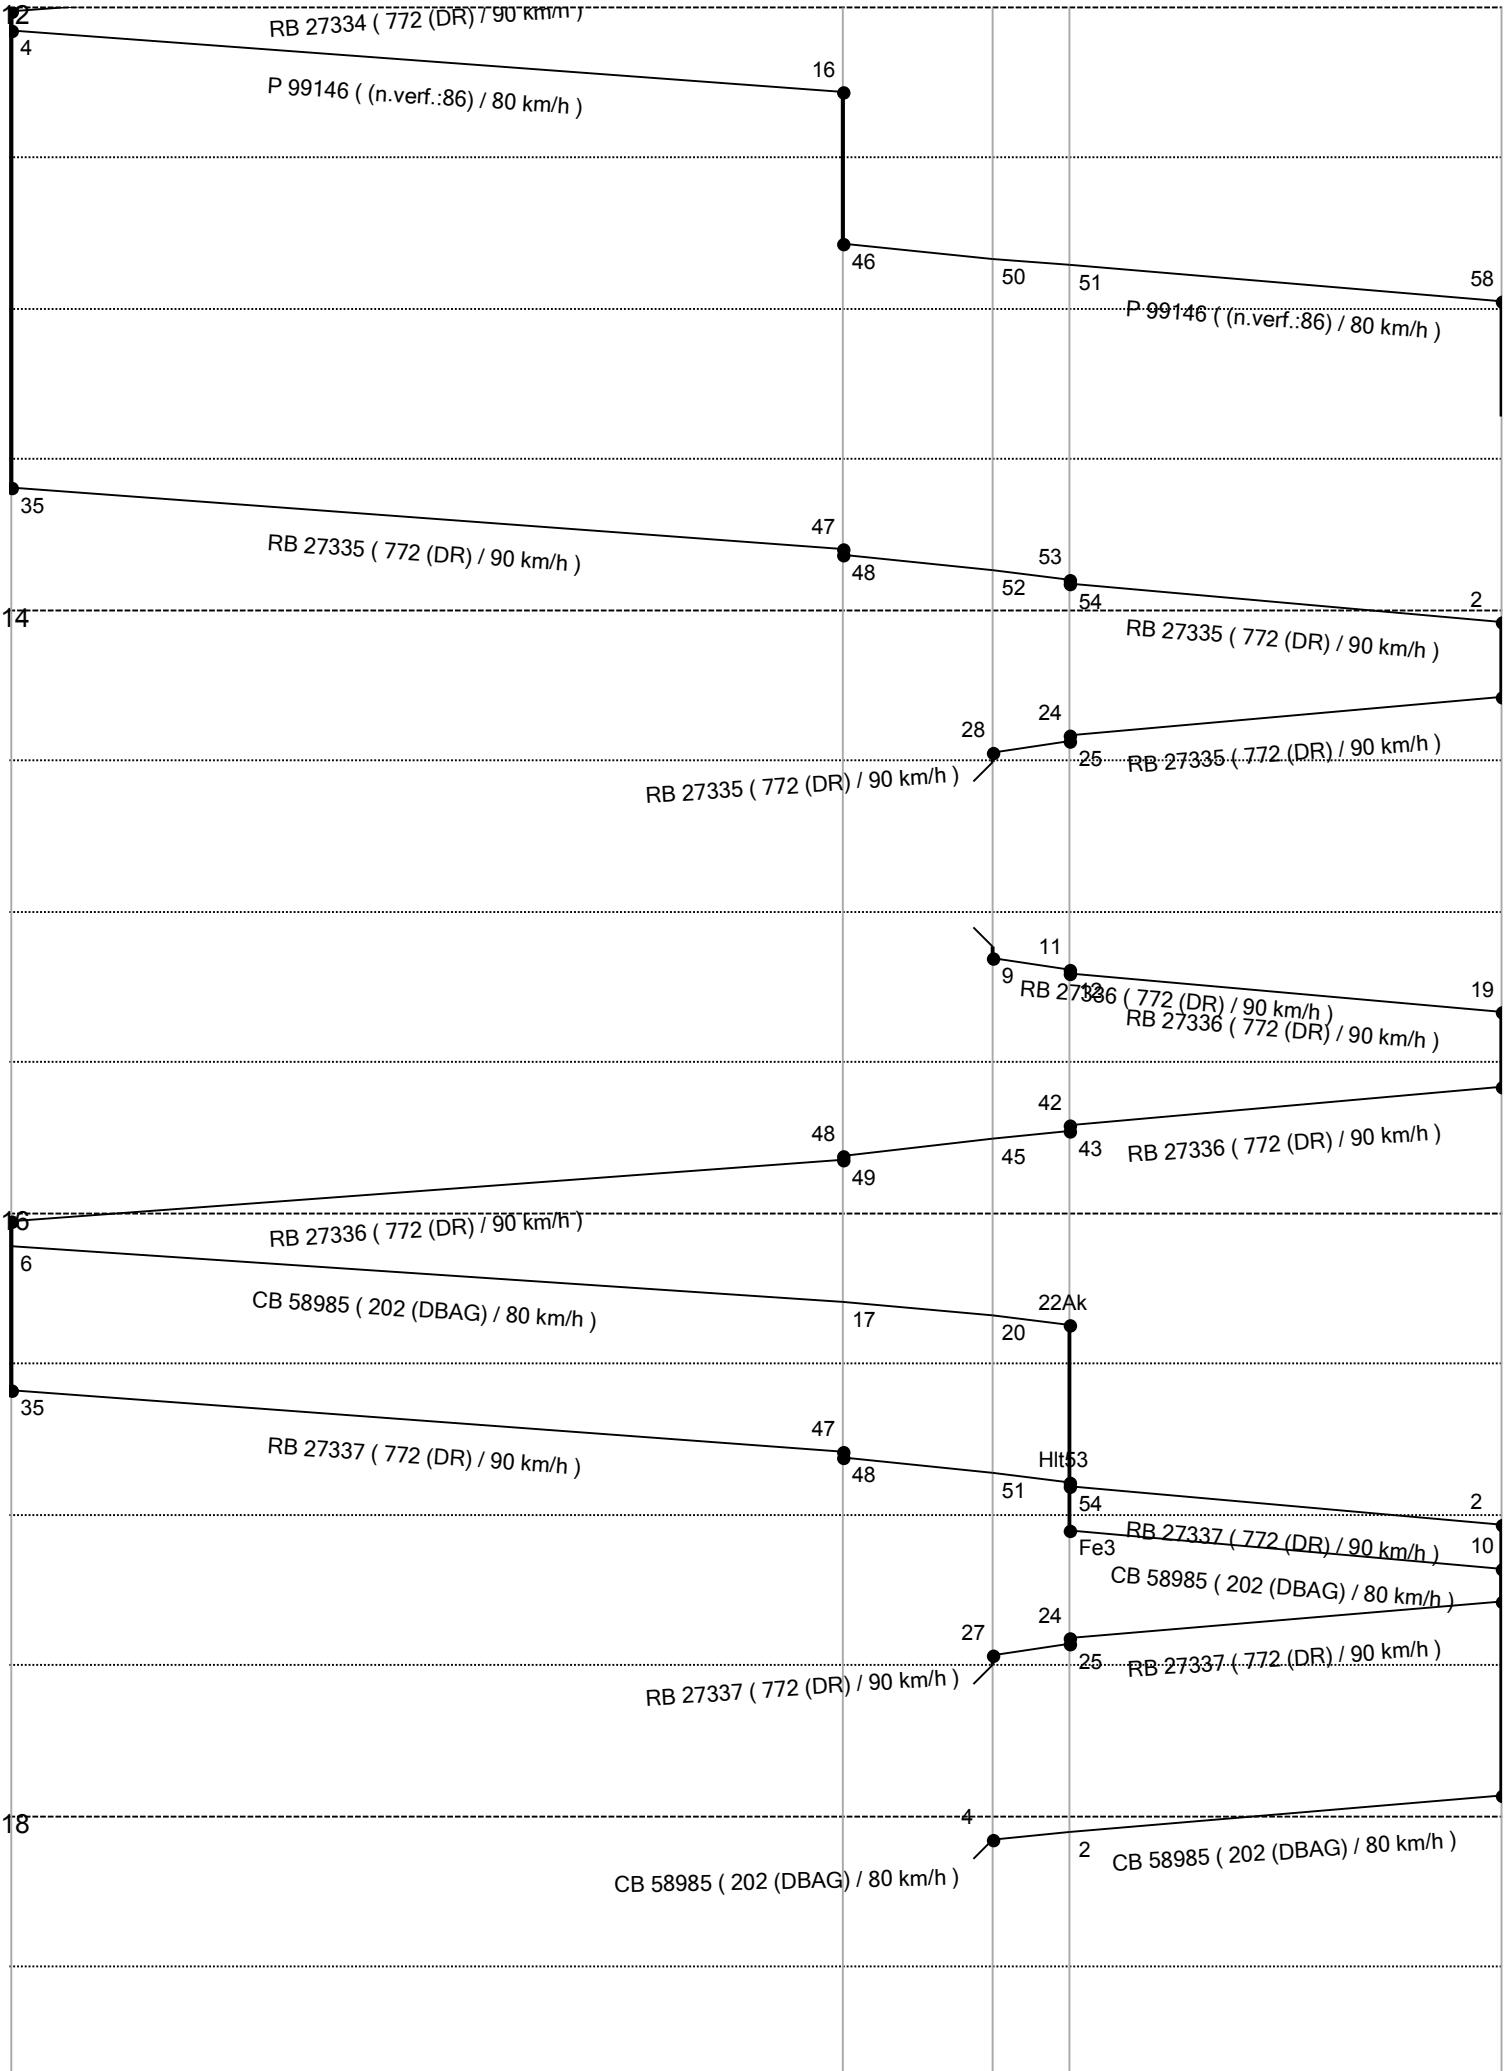 12
RB 27334 ( 772 (DR) / 90 km/h )
4
16
P 99146 ( (n.verf.:86) / 80 km/h )
46
50
51
58
P 99146 ( (n.verf.:86) / 80 km/h )
35
47
RB 27335 ( 772 (DR) / 90 km/h )
48
52
53
54
2
14
RB 27335 ( 772 (DR) / 90 km/h )
28
24
25
RB 27335 ( 772 (DR) / 90 km/h )
RB 27335 ( 772 (DR) / 90 km/h )
11
9
12
19
RB 27336 ( 772 (DR) / 90 km/h )
RB 27336 ( 772 (DR) / 90 km/h )
42
48
45
43
RB 27336 ( 772 (DR) / 90 km/h )
49
16
RB 27336 ( 772 (DR) / 90 km/h )
6
CB 58985 ( 202 (DBAG) / 80 km/h )
22Ak
17
20
35
47
RB 27337 ( 772 (DR) / 90 km/h )
48
Hlt53
51
54
2
RB 27337 ( 772 (DR) / 90 km/h )
10
Fe3
CB 58985 ( 202 (DBAG) / 80 km/h )
27
24
25
RB 27337 ( 772 (DR) / 90 km/h )
RB 27337 ( 772 (DR) / 90 km/h )
18
4
2
CB 58985 ( 202 (DBAG) / 80 km/h )
CB 58985 ( 202 (DBAG) / 80 km/h )